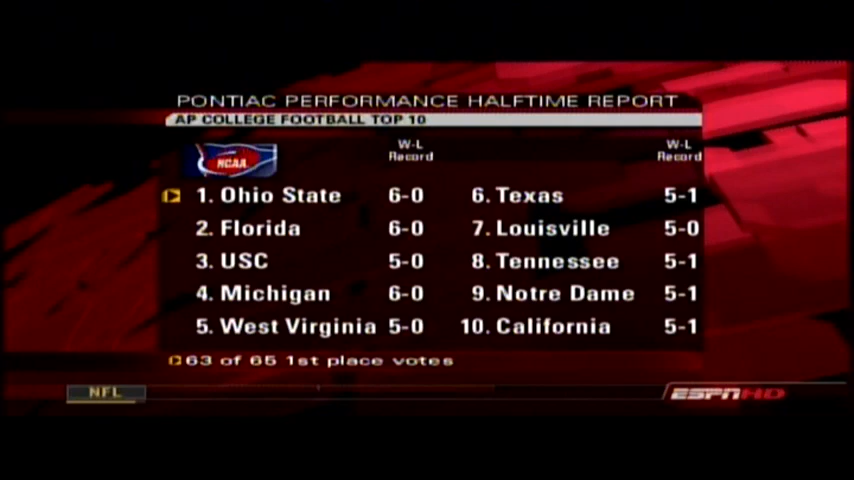 PONTIAC PERFORMANCE HALFTIME REPORT
AP COLLEGE FOOTBALL TOP 10
NCAA
W-L Record
W-L Record
1. Ohio State 6-0
2. Florida 6-0
3. USC 5-0
4. Michigan 6-0
5. West Virginia 5-0
6. Texas 5-1
7. Louisville 5-0
8. Tennessee 5-1
9. Notre Dame 5-1
10. California 5-1
63 of 65 1st place votes
NFL
ESPN HD